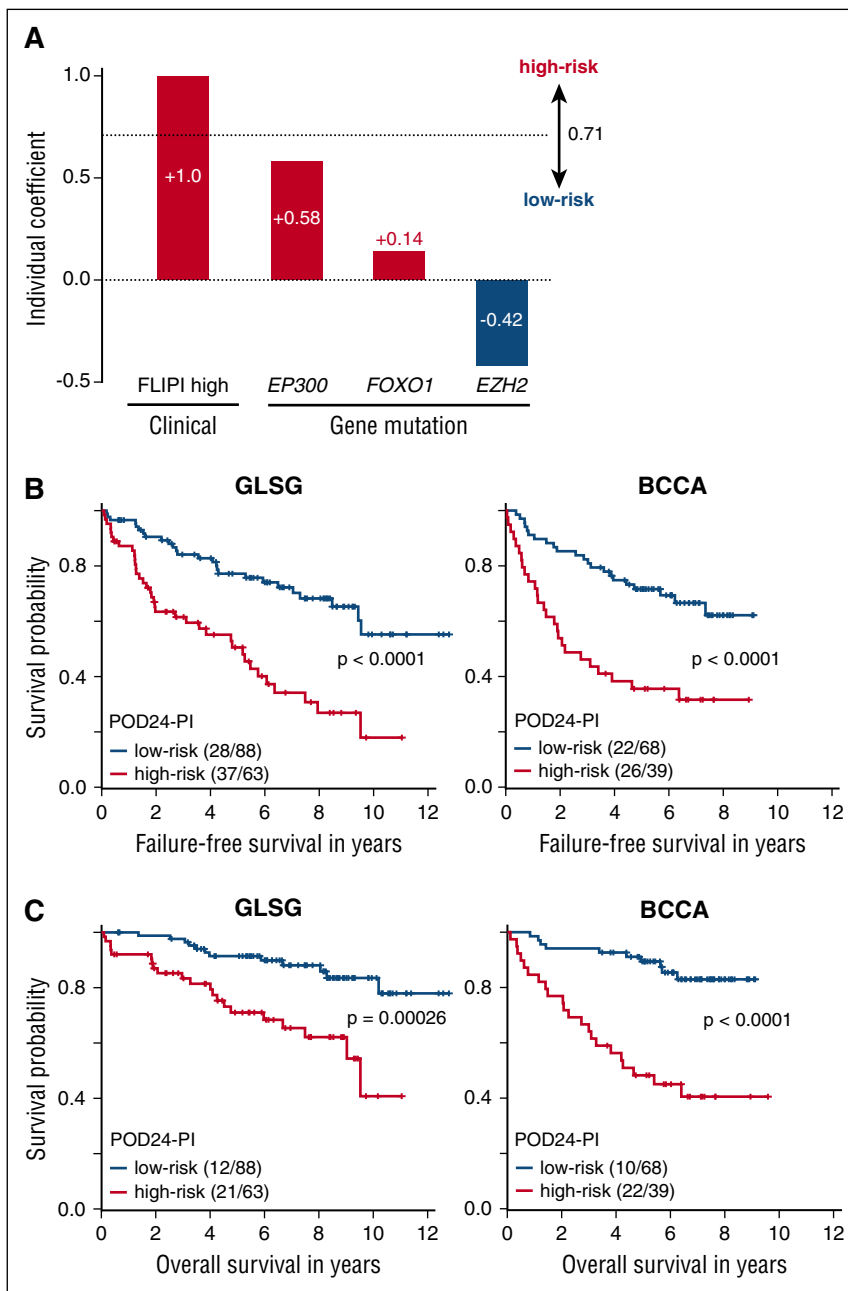 A
high-risk
0.71
low-risk
Individual coefficient
1.0
0.5
0.0
-0.5
+1.0
+0.58
+0.14
-0.42
FLIPI high EP300 FOXO1 EZH2
Clinical Gene mutation
B
GLSG
Survival probability
0.8
0.4
0.0
p < 0.0001
POD24-PI
low-risk (28/88)
high-risk (37/63)
0 2 4 6 8 10 12
Failure-free survival in years
BCCA
0.8
0.4
0.0
p < 0.0001
POD24-PI
low-risk (22/68)
high-risk (26/39)
0 2 4 6 8 10 12
Failure-free survival in years
C
GLSG
Survival probability
0.8
0.4
0.0
p = 0.00026
POD24-PI
low-risk (12/88)
high-risk (21/63)
0 2 4 6 8 10 12
Overall survival in years
BCCA
0.8
0.4
0.0
p < 0.0001
POD24-PI
low-risk (10/68)
high-risk (22/39)
0 2 4 6 8 10 12
Overall survival in years